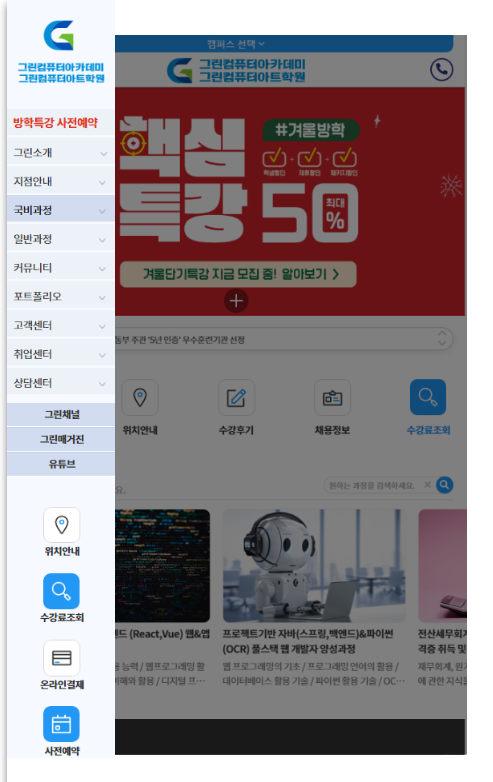 그린컴퓨터아카데미
그린컴퓨터아트학원
방학특강 사전예약
그린소개
지점안내
국비과정
일반과정
커뮤니티
포트폴리오
고객센터
취업센터
상담센터
그린채널
그린매거진
유튜브
위치안내
수강료조회
온라인결제
사전예약
캠퍼스 선택
그린컴퓨터아카데미
그린컴퓨터아트학원
#겨울방학
핵심
특강 50
최대
%
겨울단기특강 지금 모집 중! 알아보기 >
동부 주관 '5년 인증' 우수훈련기관 선정
위치안내
수강후기
채용정보
수강료조회
요.
원하는 과정을 검색하세요.
엔드 (React,Vue) 웹&앱
프로젝트기반 자바(스프링,백엔드)&파이썬
(OCR) 풀스택 웹 개발자 양성과정
전산세무회계
격증 취득 및
능력 / 웹프로그래밍 활
이해와 활용 / 디지털 프…
웹 프로그래밍의 기초 / 프로그래밍 언어의 활용 /
데이터베이스 활용 기술 / 파이썬 활용 기술 / OC…
재무회계, 원
에 관한 지식